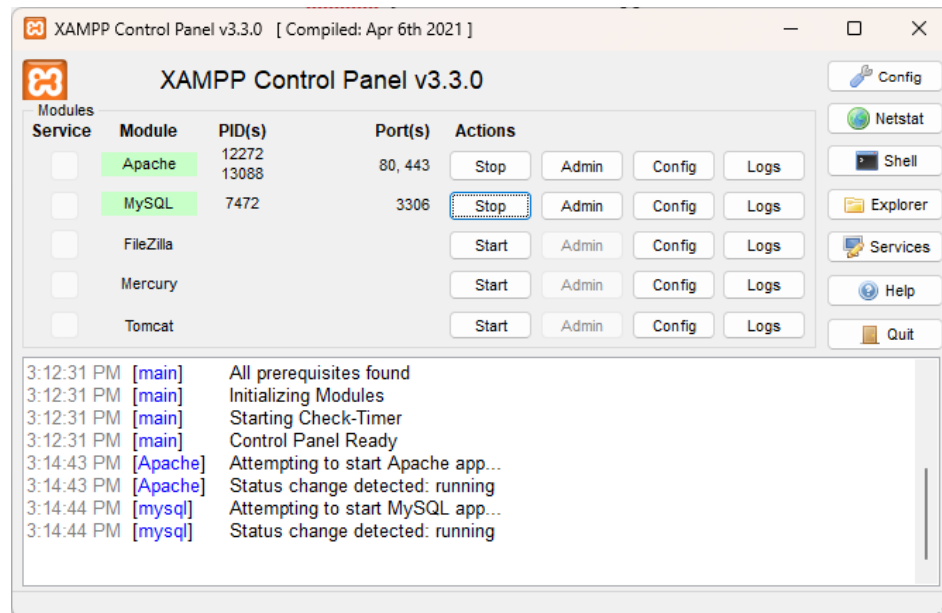 XAMPP Control Panel v3.3.0 [ Compiled: Apr 6th 2021 ]
XAMPP Control Panel v3.3.0
Config
Modules
Service Module PID(s) Port(s) Actions
Netstat
Apache 12272 13088 80, 443 Stop Admin Config Logs
Shell
MySQL 7472 3306 Stop Admin Config Logs
Explorer
FileZilla Start Admin Config Logs
Services
Mercury Start Admin Config Logs
Help
Tomcat Start Admin Config Logs
Quit
3:12:31 PM [main] All prerequisites found
3:12:31 PM [main] Initializing Modules
3:12:31 PM [main] Starting Check-Timer
3:12:31 PM [main] Control Panel Ready
3:14:43 PM [Apache] Attempting to start Apache app...
3:14:43 PM [Apache] Status change detected: running
3:14:44 PM [mysql] Attempting to start MySQL app...
3:14:44 PM [mysql] Status change detected: running